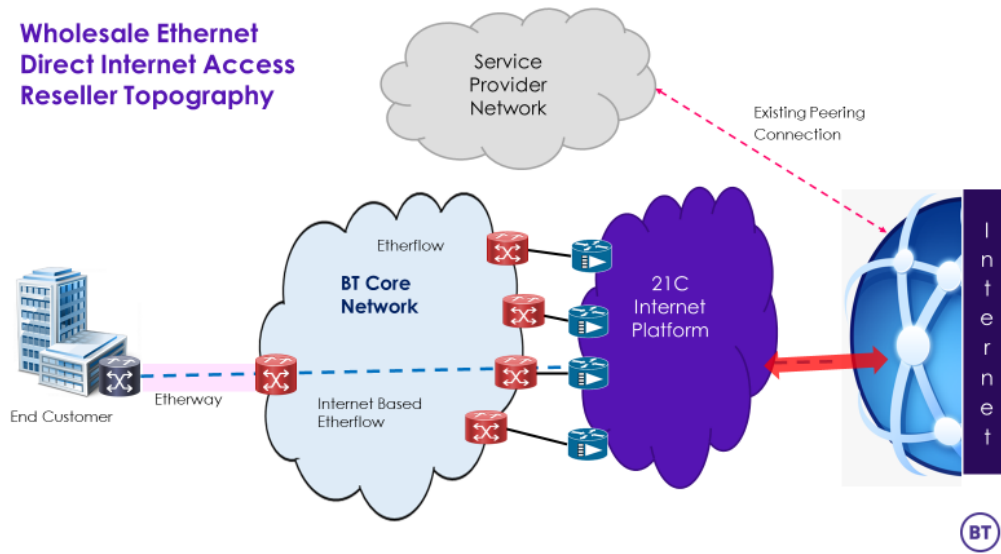 Wholesale Ethernet
Direct Internet Access
Reseller Topography
Service
Provider
Network
Existing Peering
Connection
Etherflow
BT Core
Network
21C
Internet
Platform
Internet
Etherway
End Customer
Internet Based
Etherflow
BT